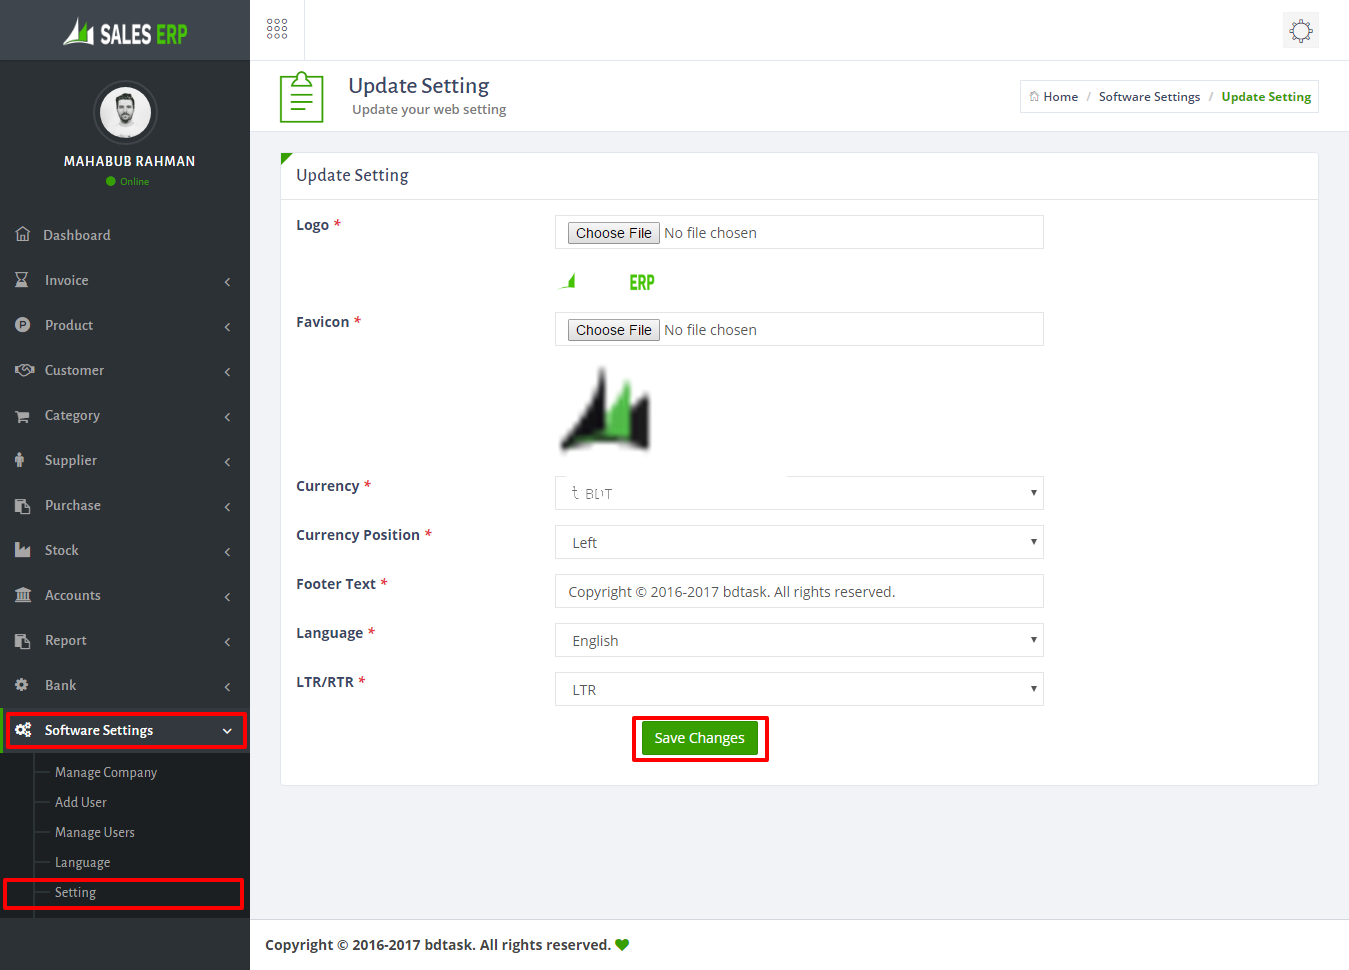 SALES ERP
MAHABUB RAHMAN
Online
Dashboard
Invoice
Product
Customer
Category
Supplier
Purchase
Stock
Accounts
Report
Bank
Software Settings
Manage Company
Add User
Manage Users
Language
Setting
Update Setting
Update your web setting
Home / Software Settings / Update Setting
Update Setting
Logo *
Choose File No file chosen
ERP
Favicon *
Choose File No file chosen
Currency *
BDT
Currency Position *
Left
Footer Text *
Copyright © 2016-2017 bdtask. All rights reserved.
Language *
English
LTR/RTR *
LTR
Save Changes
Copyright © 2016-2017 bdtask. All rights reserved.